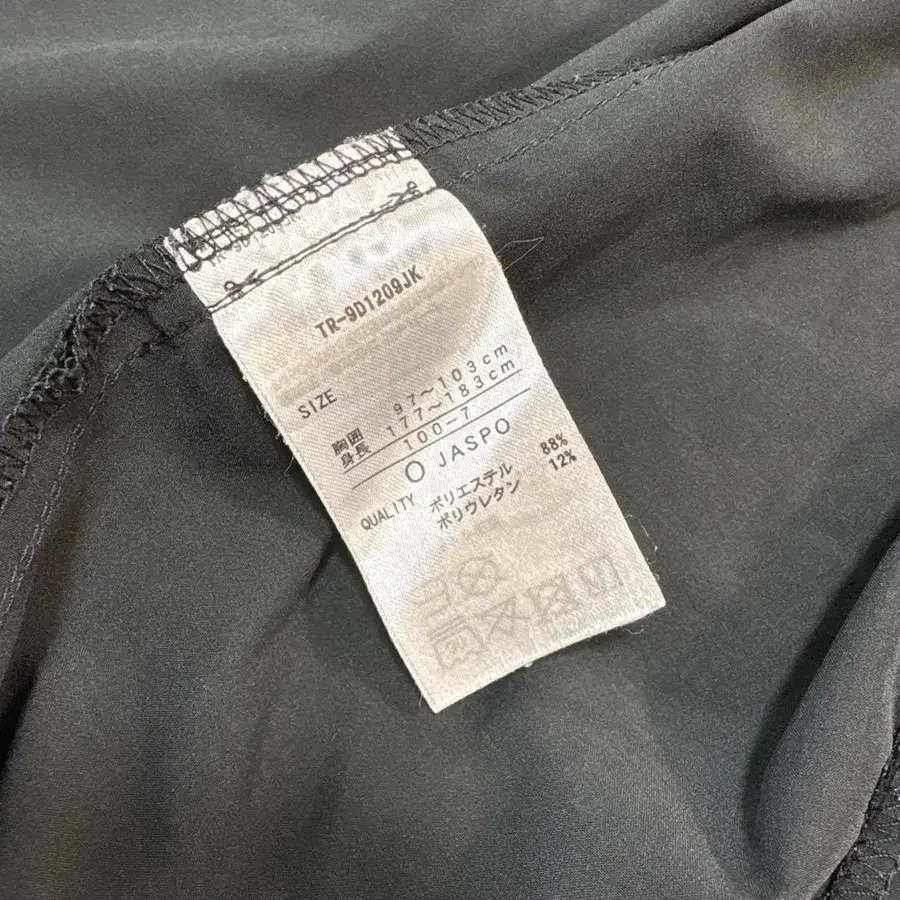 TR-9D1209JK
SIZE
胸囲 97～103cm
身長 177～183cm
100-7
O JASPO
QUALITY ポリエステル 88%
ポリウレタン 12%